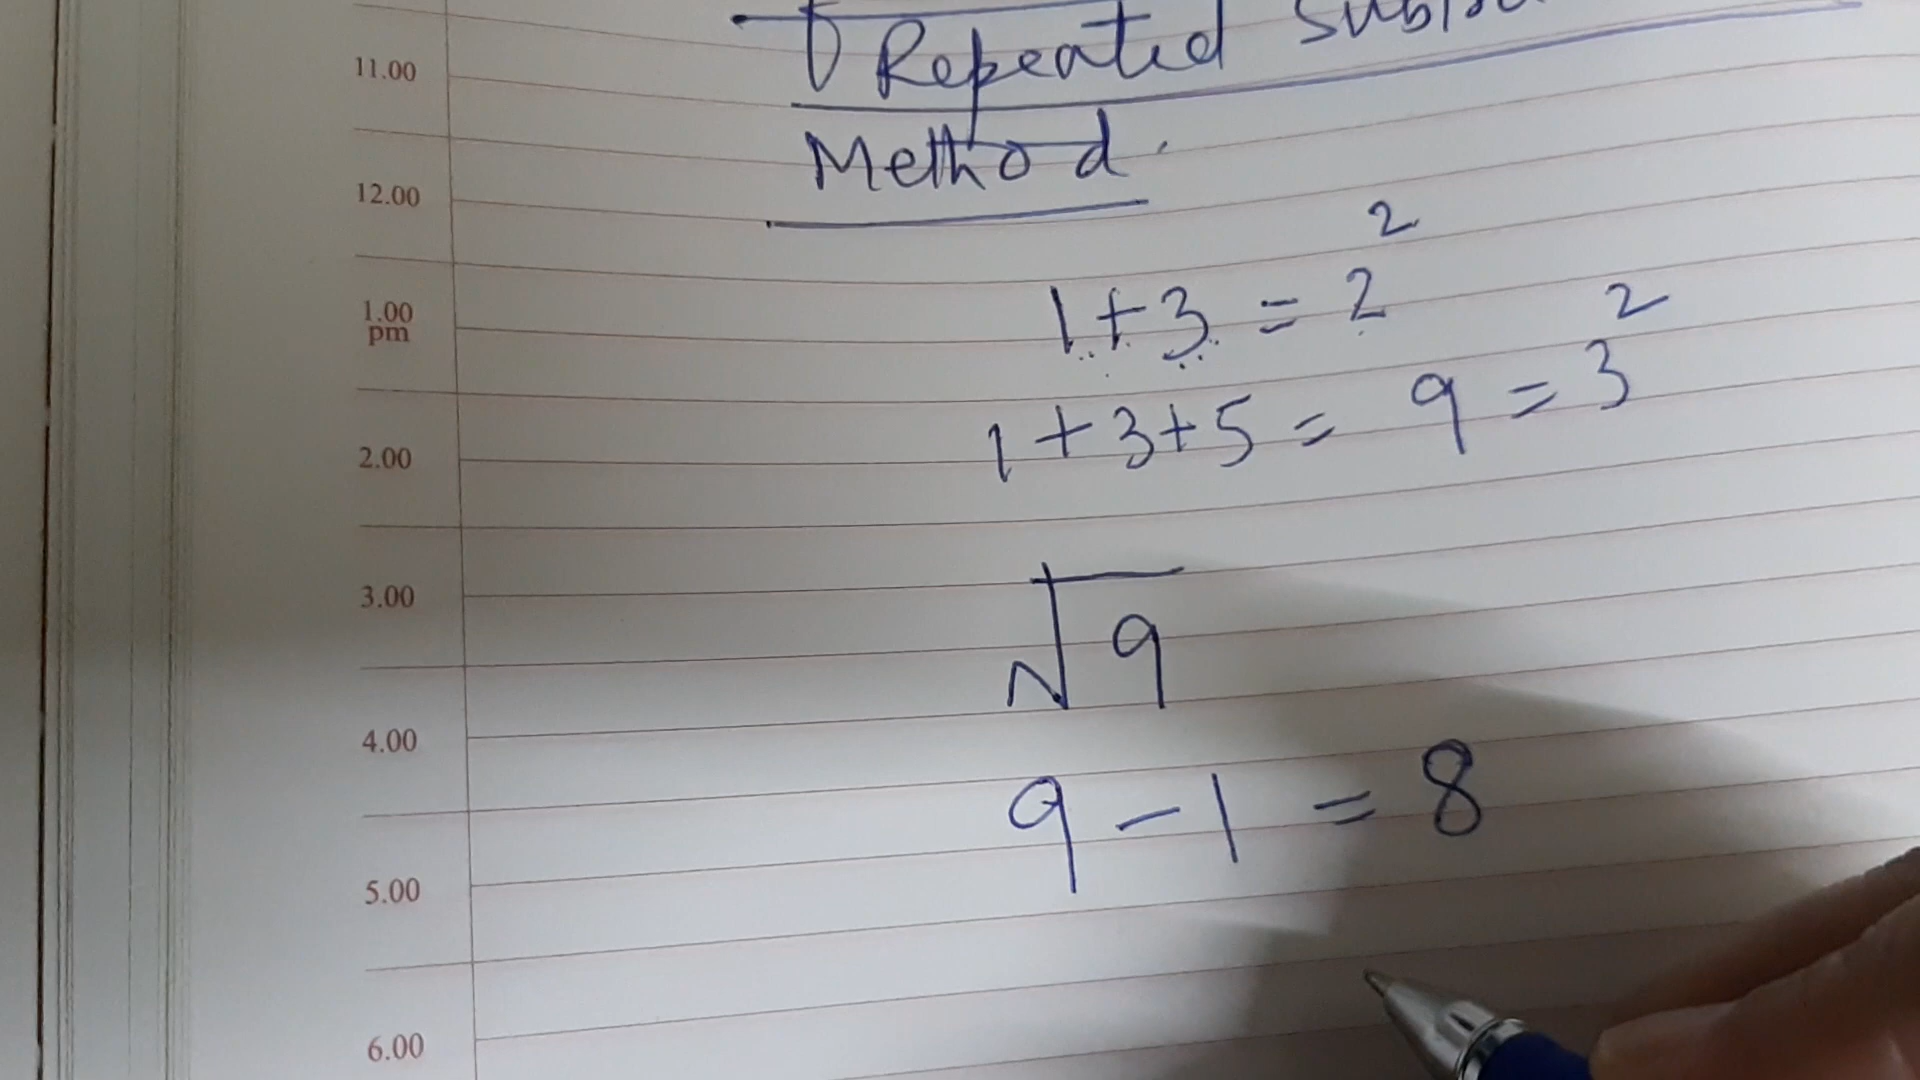 Repeated
Method.
1+3 = 2²
1+3+5 = 9 = 3²
√9
9 - 1 = 8
11.00
12.00
1.00
pm
2.00
3.00
4.00
5.00
6.00